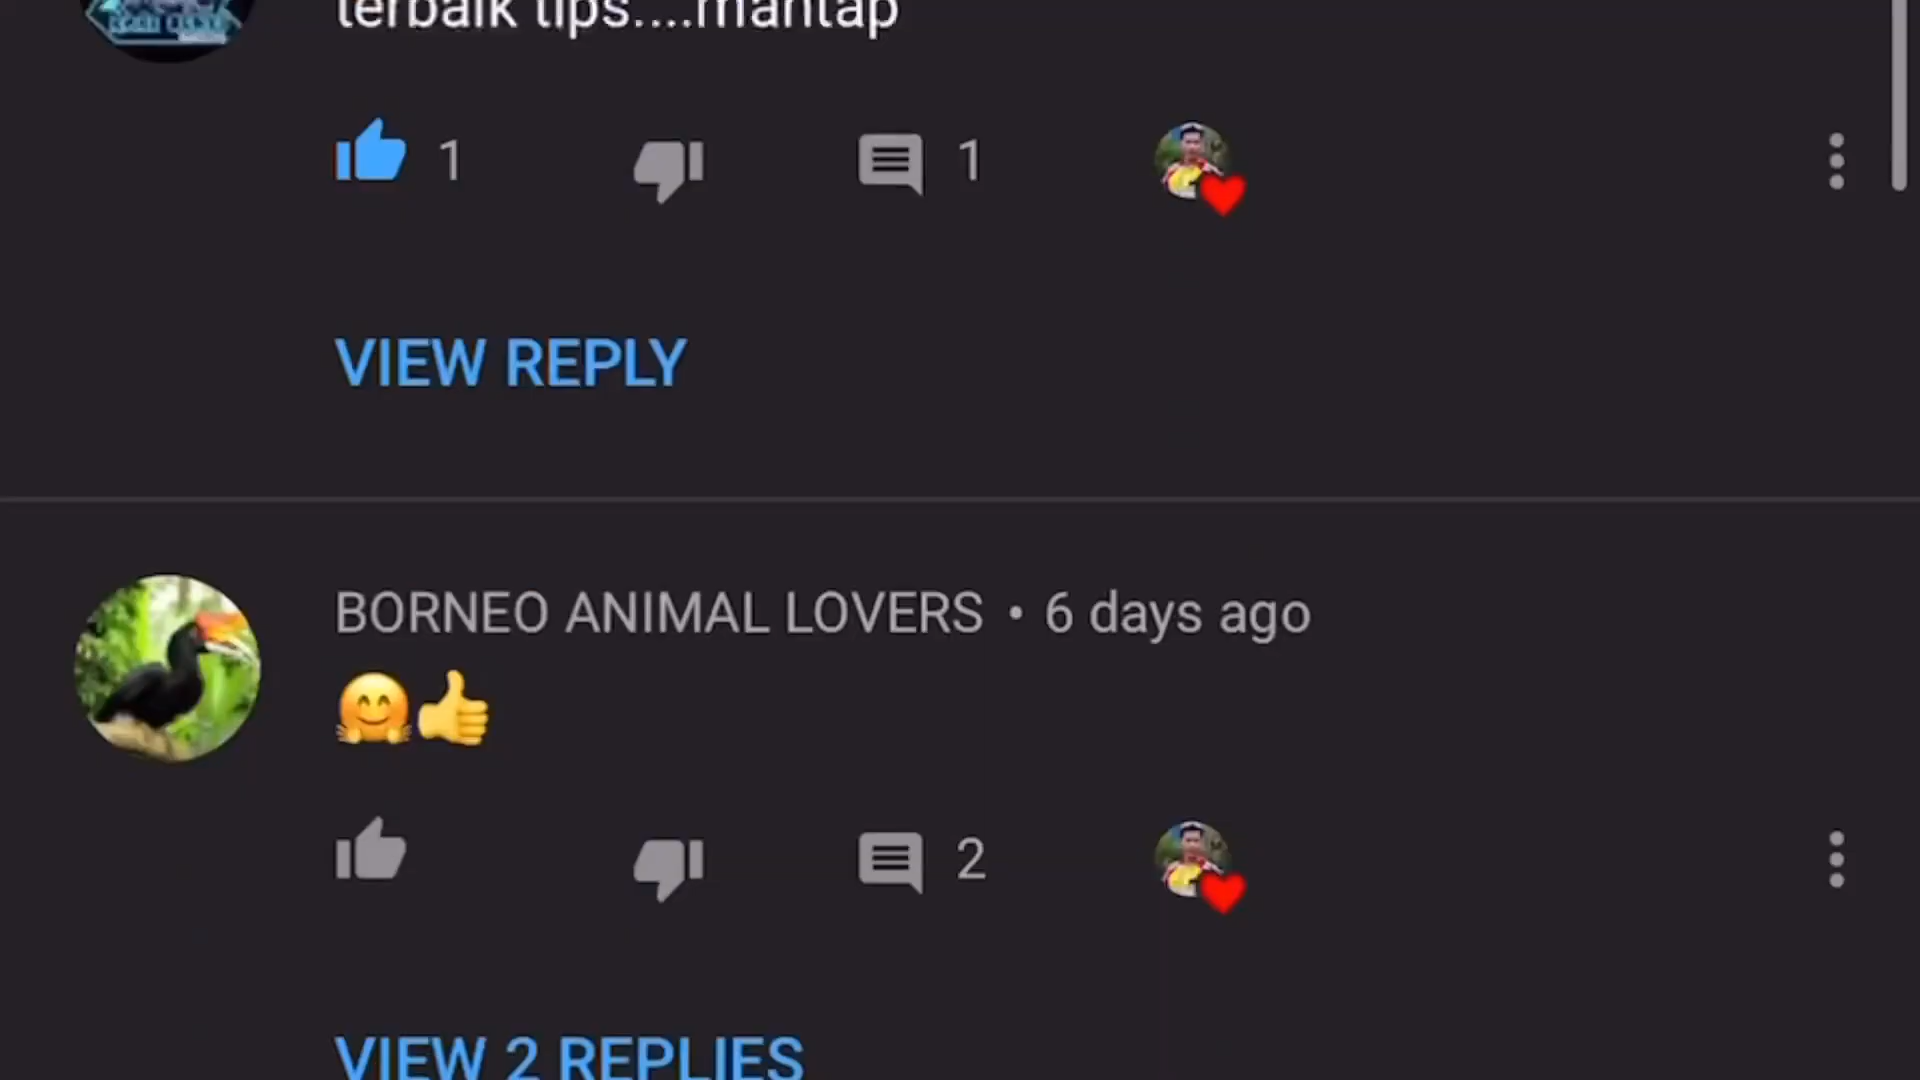 terbaik tips....mantap
1
1
VIEW REPLY
BORNEO ANIMAL LOVERS • 6 days ago
🤗👍
2
VIEW 2 REPLIES